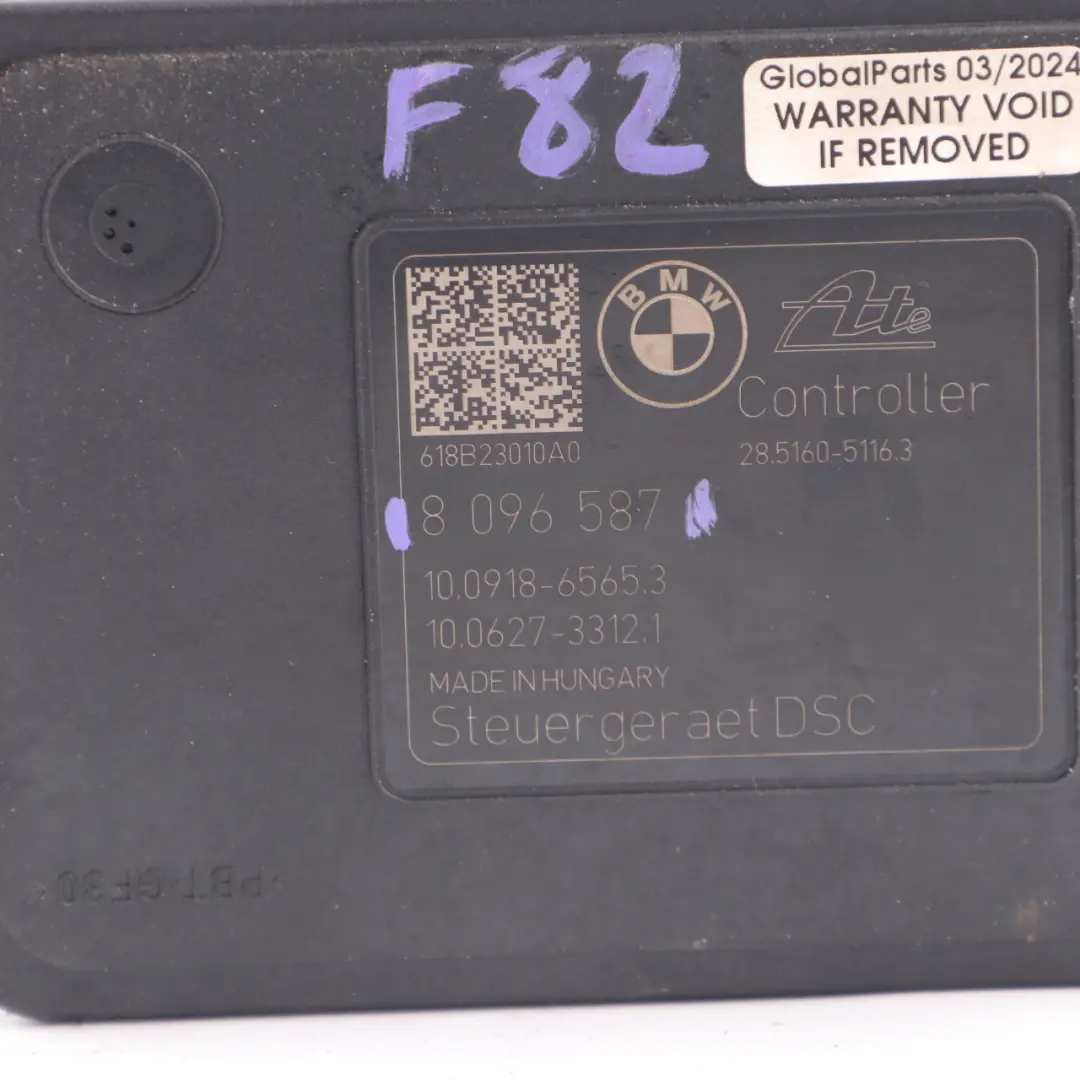 F82
GlobalParts 03/2024
WARRANTY VOID
IF REMOVED
BMW
Ate
Controller
618B23010A0
28.5160-5116.3
8 096 587
10.0918-6565.3
10.0627-3312.1
MADE IN HUNGARY
Steuergeraet DSC
>PBT-GF30<